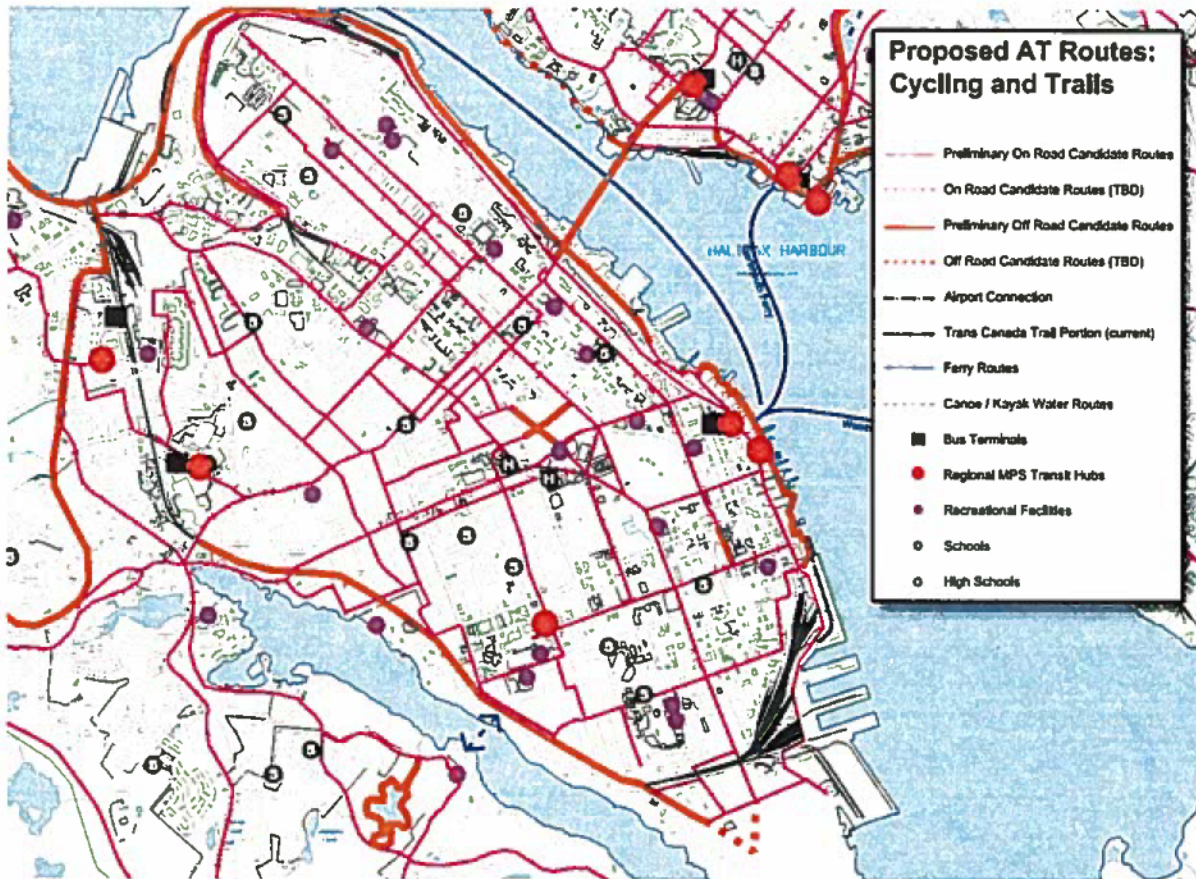 Proposed AT Routes:
Cycling and Trails
Preliminary On Road Candidate Routes
On Road Candidate Routes (TBD)
Preliminary Off Road Candidate Routes
Off Road Candidate Routes (TBD)
Airport Connection
Trans Canada Trail Portion (current)
Ferry Routes
Canoe / Kayak Water Routes
Bus Terminals
Regional MPS Transit Hubs
Recreational Facilities
Schools
High Schools
HALIFAX HARBOUR
H
H
H